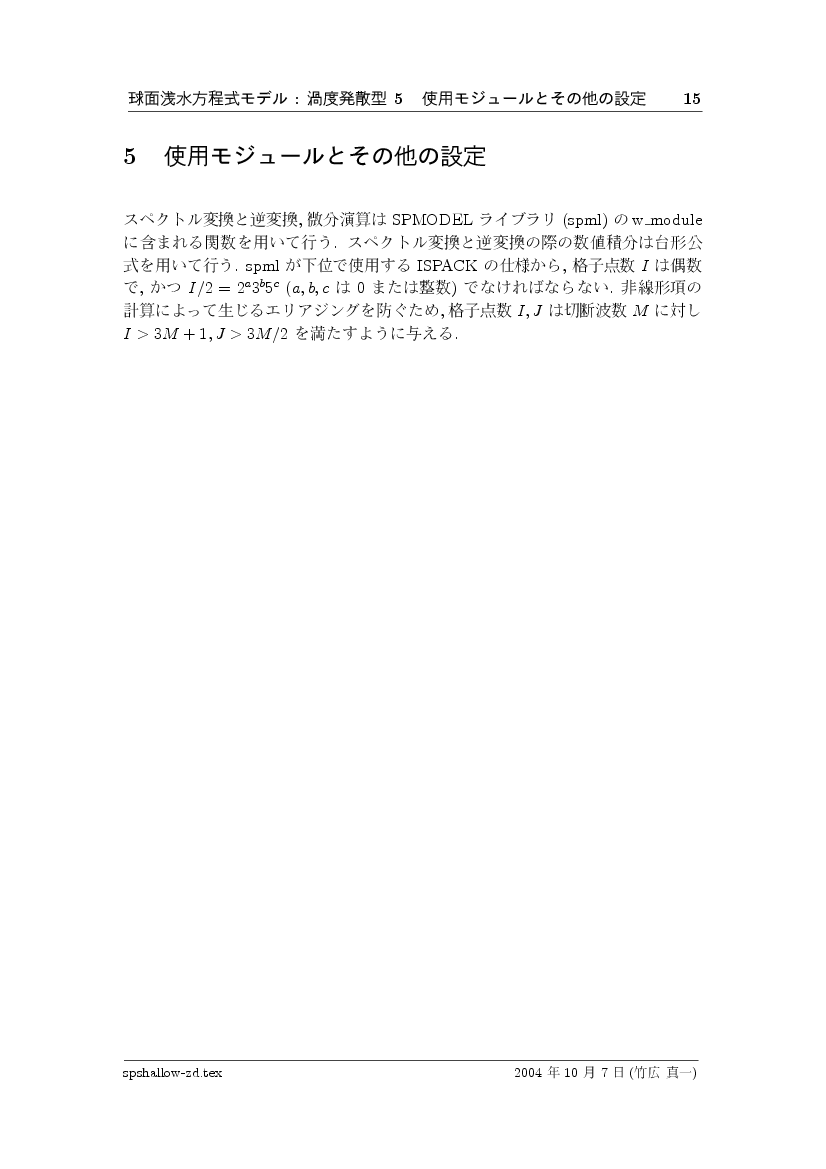 球面浅水方程式モデル : 渦度発散型 5 使用モジュールとその他の設定 15
5 使用モジュールとその他の設定
スペクトル変換と逆変換, 微分演算は SPMODEL ライブラリ (spml) の w_module
に含まれる関数を用いて行う. スペクトル変換と逆変換の際の数値積分は台形公
式を用いて行う. spml が下位で使用する ISPACK の仕様から, 格子点数 I は偶数
で, かつ I/2 = 2ᵃ3ᵇ5ᶜ (a, b, c は 0 または整数) でなければならない. 非線形項の
計算によって生じるエリアジングを防ぐため, 格子点数 I, J は切断波数 M に対し
I > 3M + 1, J > 3M/2 を満たすように与える.
spshallow-zd.tex 2004 年 10 月 7 日 (竹広 真一)